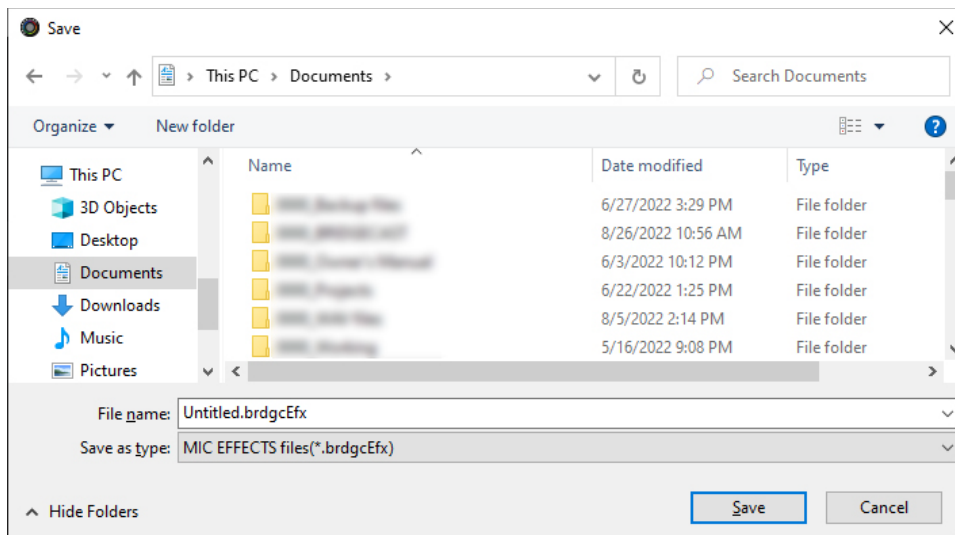 Save
This PC > Documents >
Search Documents
Organize
New folder
Name
Date modified
Type
This PC
3D Objects
Desktop
Documents
Downloads
Music
Pictures
6/27/2022 3:29 PM File folder
8/26/2022 10:56 AM File folder
6/3/2022 10:12 PM File folder
6/22/2022 1:25 PM File folder
8/5/2022 2:14 PM File folder
5/16/2022 9:08 PM File folder
File name: Untitled.brdgcEfx
Save as type: MIC EFFECTS files(*.brdgcEfx)
Hide Folders
Save
Cancel